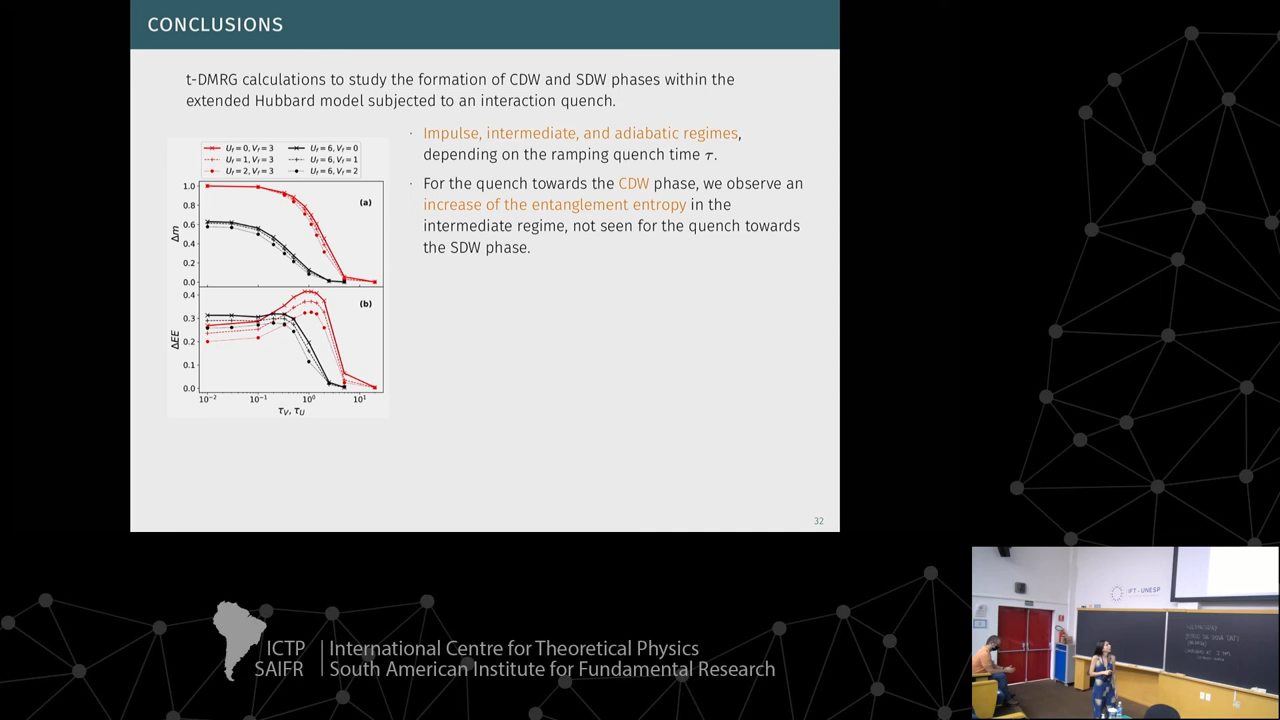 CONCLUSIONS
t-DMRG calculations to study the formation of CDW and SDW phases within the
extended Hubbard model subjected to an interaction quench.
· Impulse, intermediate, and adiabatic regimes,
depending on the ramping quench time τ.
· For the quench towards the CDW phase, we observe an
increase of the entanglement entropy in the
intermediate regime, not seen for the quench towards
the SDW phase.
U_f = 0, V_f = 3 U_f = 6, V_f = 0
U_f = 1, V_f = 3 U_f = 6, V_f = 1
U_f = 2, V_f = 3 U_f = 6, V_f = 2
1.0
0.8
0.6
0.4
0.2
0.0
Δm
(a)
0.4
0.3
0.2
0.1
0.0
ΔEE
(b)
10⁻² 10⁻¹ 10⁰ 10¹
τ_V, τ_U
32
IFT-UNESP
ICTP
SAIFR
International Centre for Theoretical Physics
South American Institute for Fundamental Research